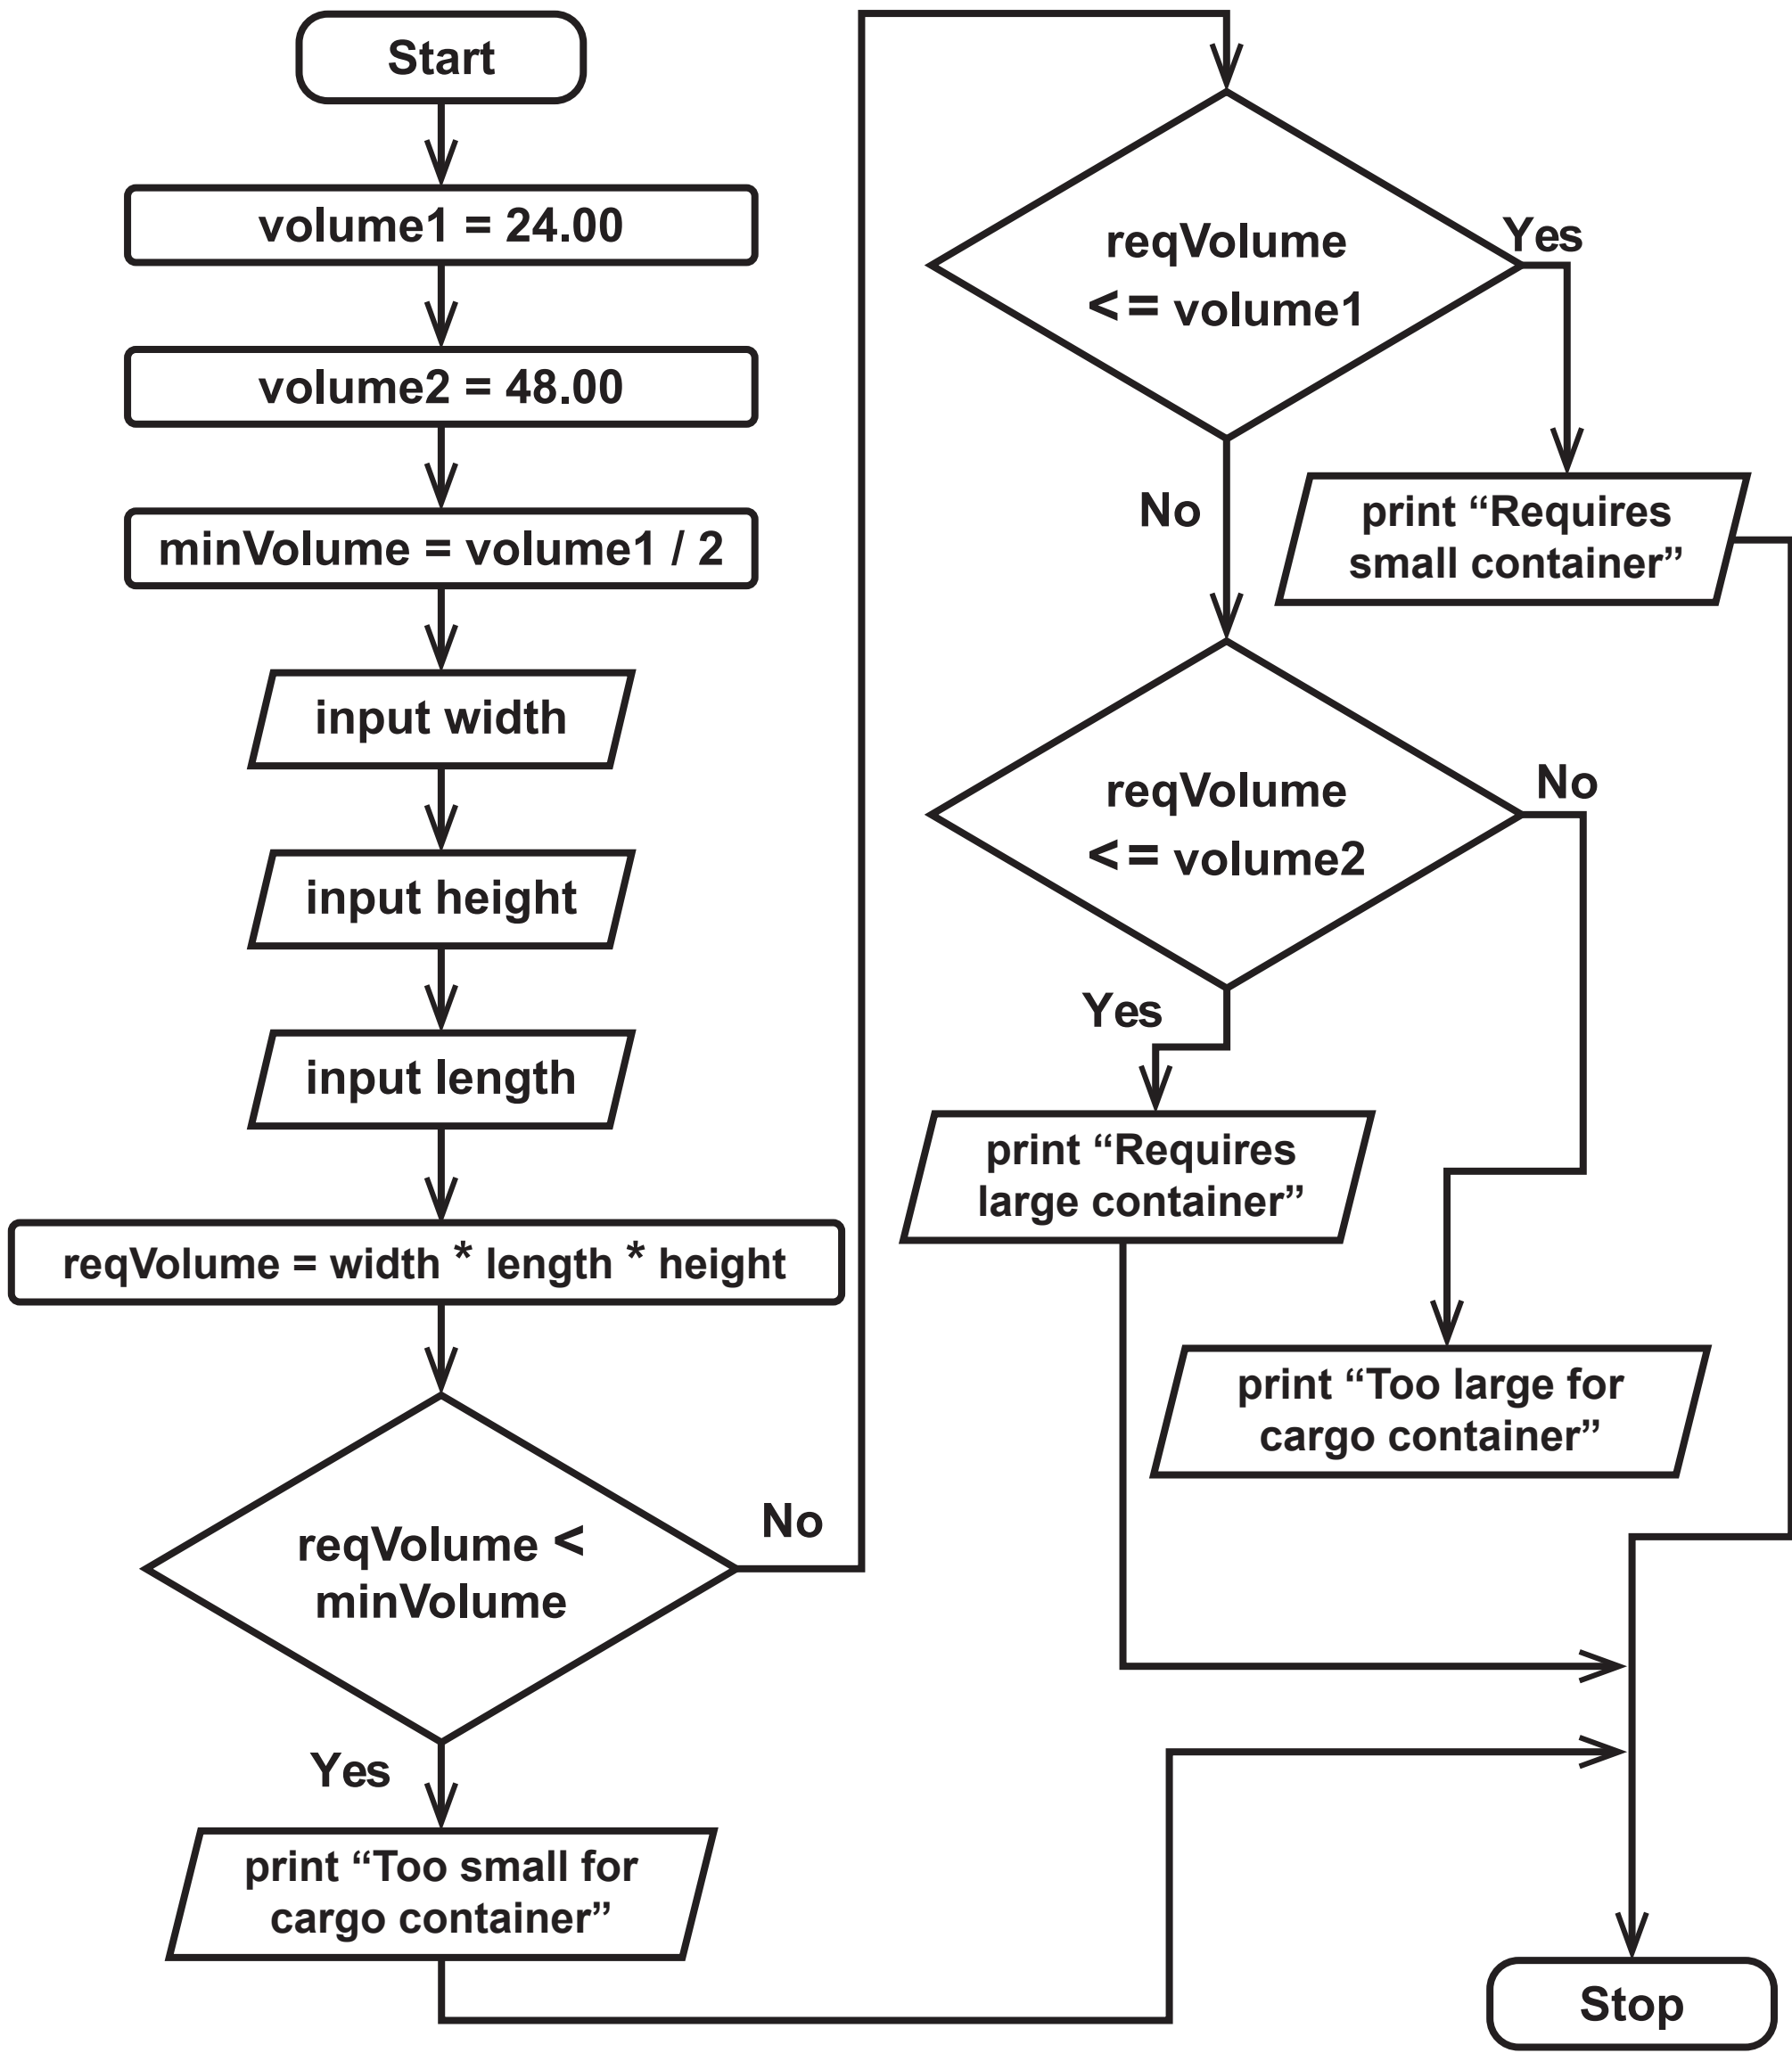 Start
volume1 = 24.00
volume2 = 48.00
minVolume = volume1 / 2
input width
input height
input length
reqVolume = width * length * height
reqVolume <
minVolume
No
Yes
print “Too small for
cargo container”
reqVolume
<= volume1
Yes
print “Requires
small container”
No
reqVolume
<= volume2
No
Yes
print “Requires
large container”
print “Too large for
cargo container”
Stop